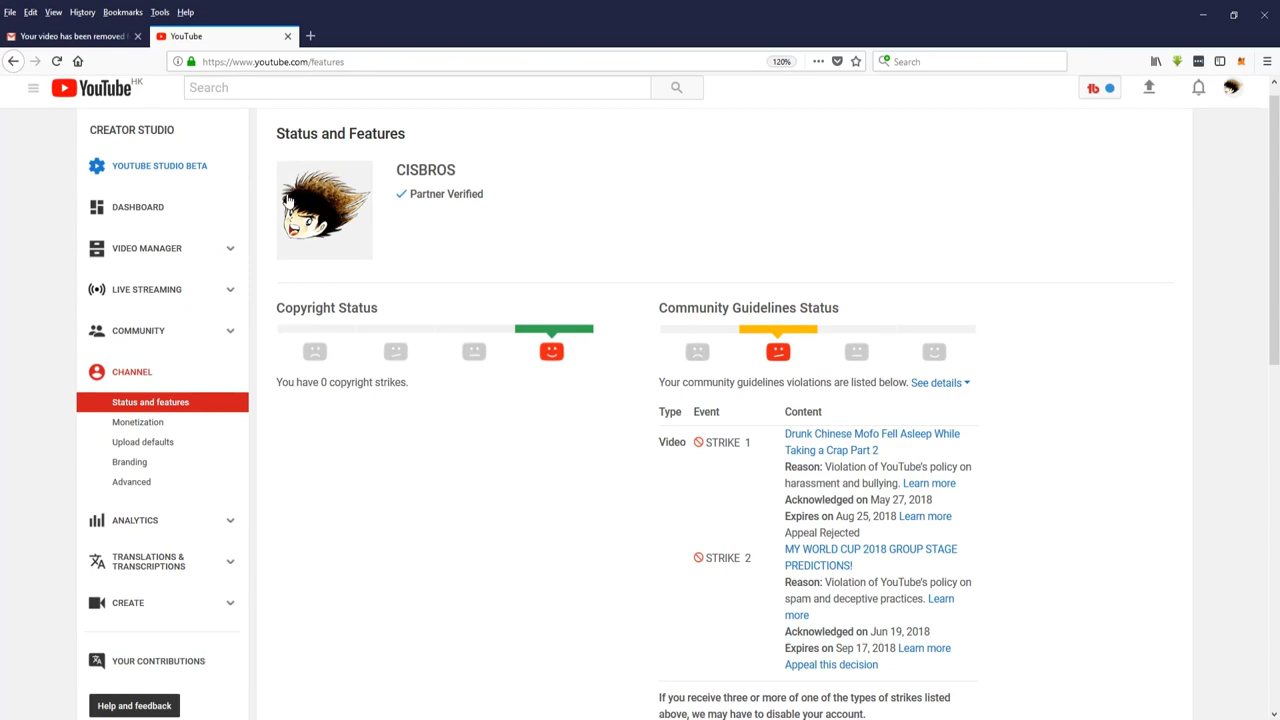 File Edit View History Bookmarks Tools Help
Your video has been removed
YouTube
https://www.youtube.com/features
120%
Search
YouTube HK
Search
CREATOR STUDIO
YOUTUBE STUDIO BETA
DASHBOARD
VIDEO MANAGER
LIVE STREAMING
COMMUNITY
CHANNEL
Status and features
Monetization
Upload defaults
Branding
Advanced
ANALYTICS
TRANSLATIONS &
TRANSCRIPTIONS
CREATE
YOUR CONTRIBUTIONS
Help and feedback
Status and Features
CISBROS
Partner Verified
Copyright Status
You have 0 copyright strikes.
Community Guidelines Status
Your community guidelines violations are listed below. See details
Type Event Content
Video STRIKE 1 Drunk Chinese Mofo Fell Asleep While
Taking a Crap Part 2
Reason: Violation of YouTube's policy on
harassment and bullying. Learn more
Acknowledged on May 27, 2018
Expires on Aug 25, 2018 Learn more
Appeal Rejected
STRIKE 2 MY WORLD CUP 2018 GROUP STAGE
PREDICTIONS!
Reason: Violation of YouTube's policy on
spam and deceptive practices. Learn
more
Acknowledged on Jun 19, 2018
Expires on Sep 17, 2018 Learn more
Appeal this decision
If you receive three or more of one of the types of strikes listed
above, we may have to disable your account.